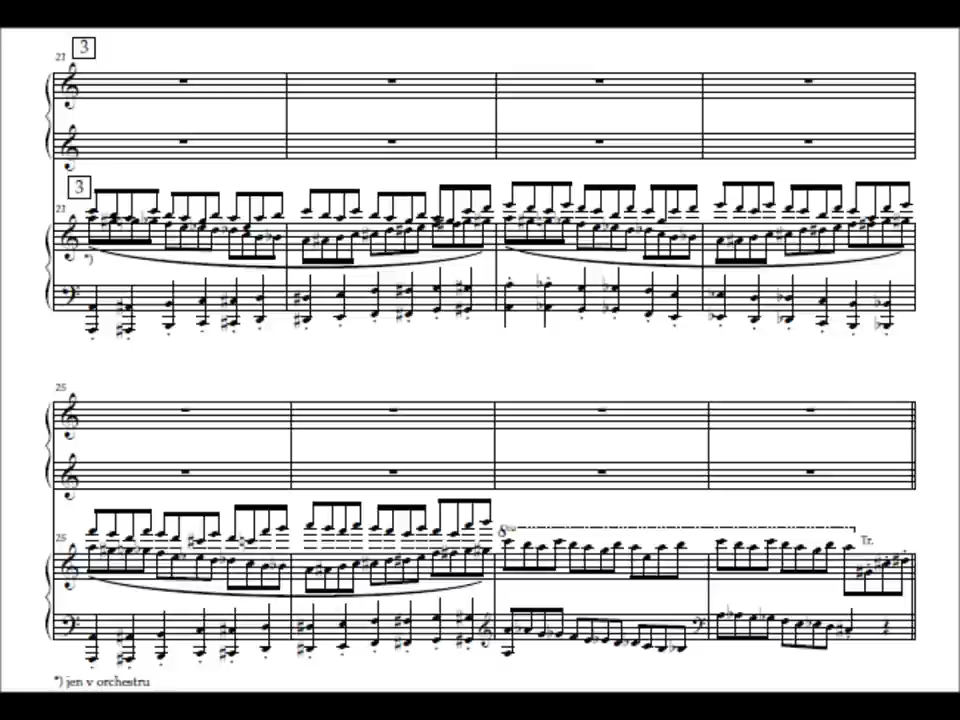 3
21
3
21
*)
25
25
8va
Tr.
*) jen v orchestru